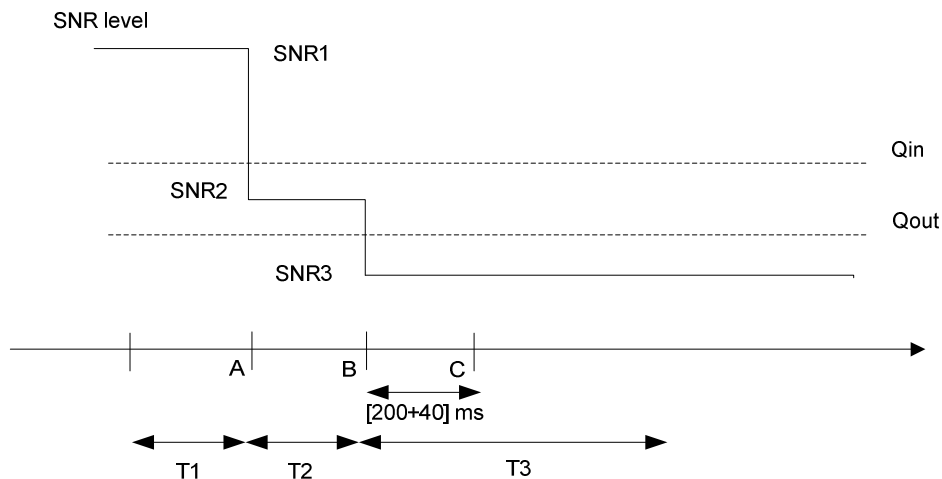 SNR level
SNR1
Qin
SNR2
Qout
SNR3
A
B
C
[200+40] ms
T1
T2
T3